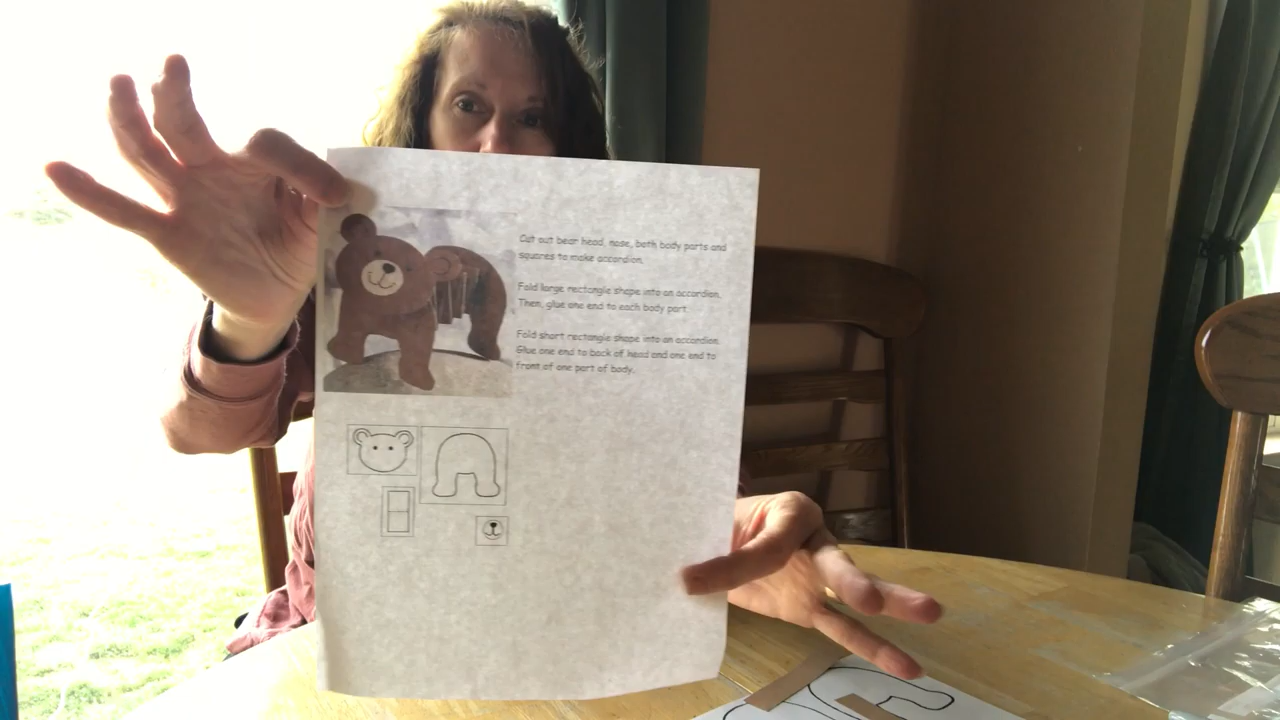 Cut out bear head, nose, both body parts and
squares to make accordion.
Fold large rectangle shape into an accordion.
Then, glue one end to each body part.
Fold short rectangle shape into an accordion.
Glue one end to back of head and one end to
front of one part of body.